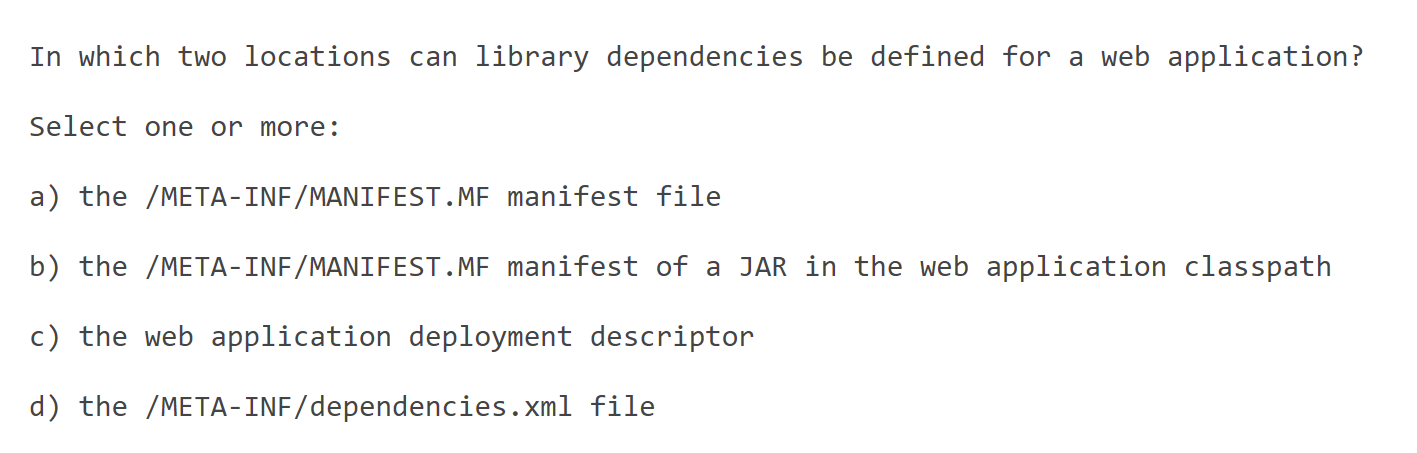 In which two locations can library dependencies be defined for a web application?
Select one or more:
a) the /META-INF/MANIFEST.MF manifest file
b) the /META-INF/MANIFEST.MF manifest of a JAR in the web application classpath
c) the web application deployment descriptor
d) the /META-INF/dependencies.xml file